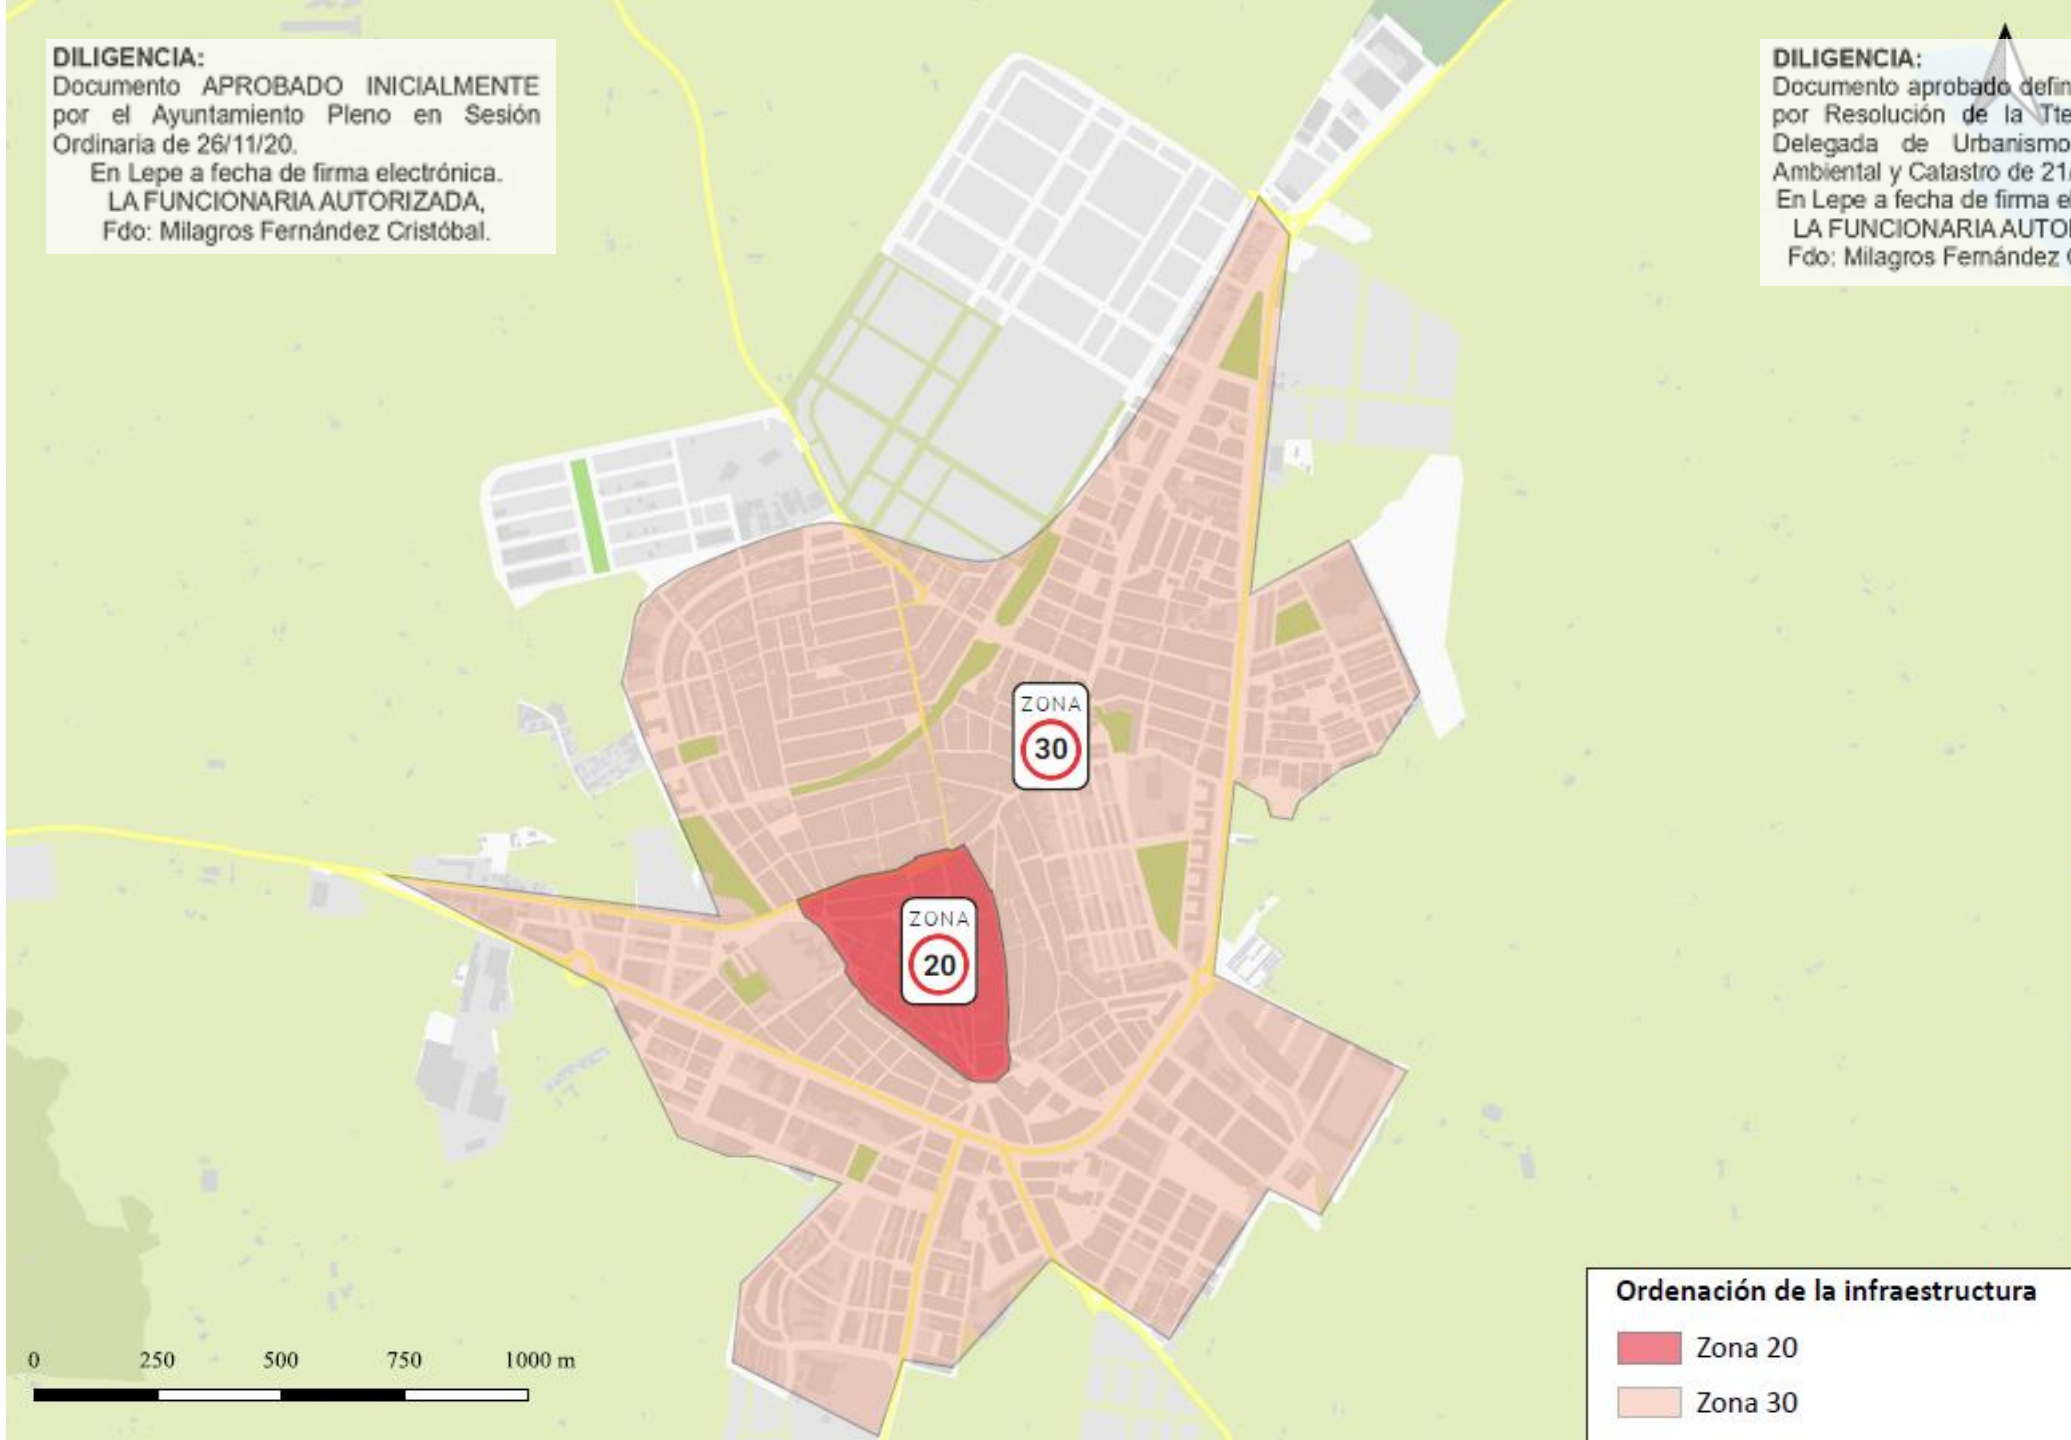 DILIGENCIA:
Documento APROBADO INICIALMENTE
por el Ayuntamiento Pleno en Sesión
Ordinaria de 26/11/20.
En Lepe a fecha de firma electrónica.
LA FUNCIONARIA AUTORIZADA,
Fdo: Milagros Fernández Cristóbal.
DILIGENCIA:
Documento aprobado
por Resolución de la
Delegada de Urbanismo
Ambiental y Catastro de 21/
En Lepe a fecha de firma
LA FUNCIONARIA
Fdo: Milagros Fernández
ZONA
30
ZONA
20
0 250 500 750 1000 m
Ordenación de la infraestructura
Zona 20
Zona 30